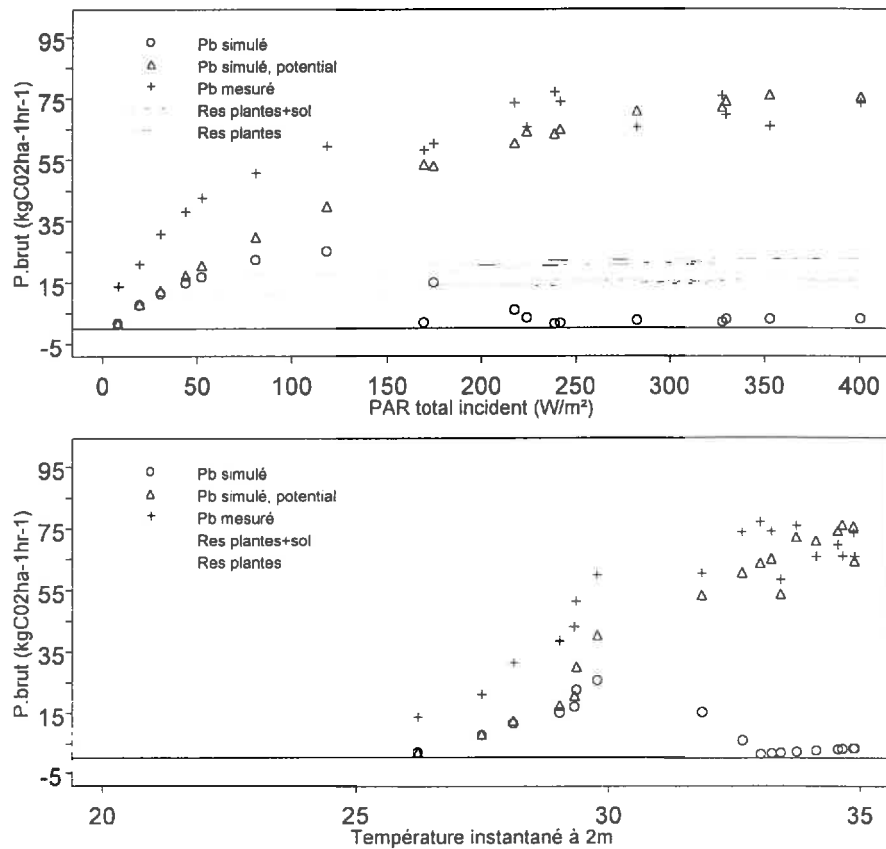 95
75
55
35
15
-5
P.brut (kgC02ha-1hr-1)
Pb simulé
Pb simulé, potential
Pb mesuré
Res plantes+sol
Res plantes
0 50 100 150 200 250 300 350 400
PAR total incident (W/m²)
95
75
55
35
15
-5
P.brut (kgC02ha-1hr-1)
Pb simulé
Pb simulé, potential
Pb mesuré
Res plantes+sol
Res plantes
20 25 30 35
Température instantané à 2m